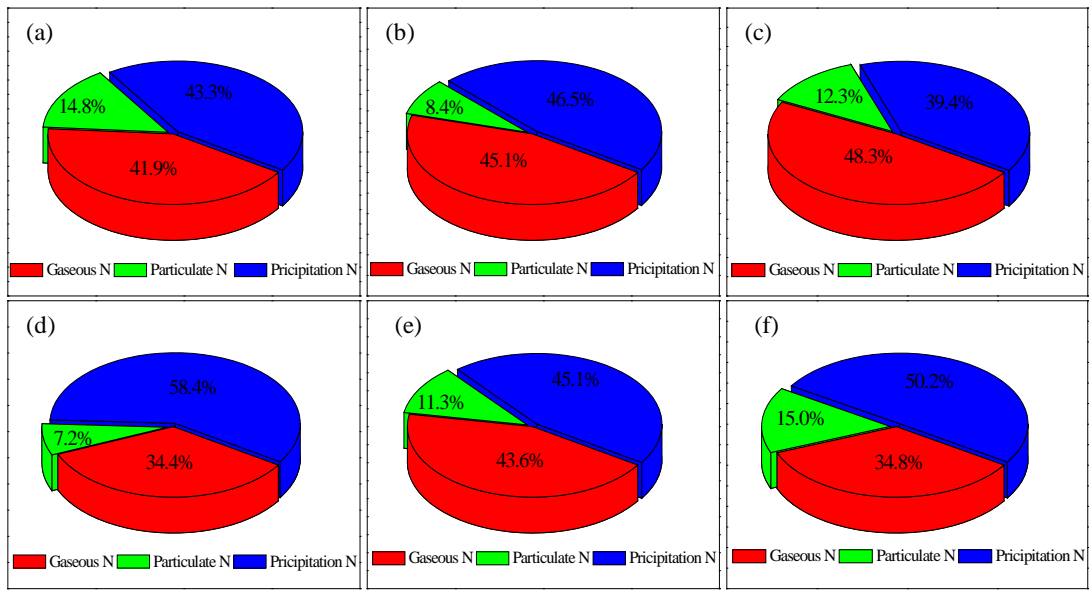 (a)
43.3%
14.8%
41.9%
Gaseous N Particulate N Pricipitation N
(b)
46.5%
8.4%
45.1%
Gaseous N Particulate N Pricipitation N
(c)
39.4%
12.3%
48.3%
Gaseous N Particulate N Pricipitation N
(d)
58.4%
7.2%
34.4%
Gaseous N Particulate N Pricipitation N
(e)
45.1%
11.3%
43.6%
Gaseous N Particulate N Pricipitation N
(f)
50.2%
15.0%
34.8%
Gaseous N Particulate N Pricipitation N